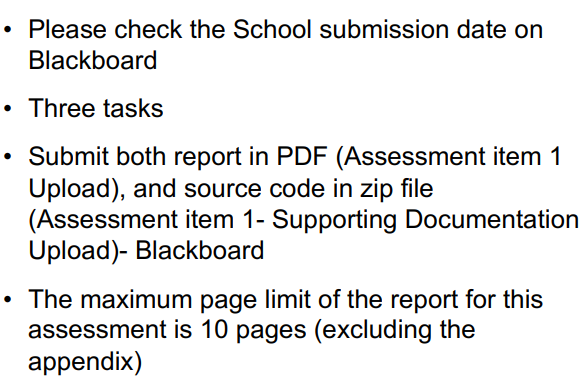 • Please check the School submission date on
Blackboard
• Three tasks
• Submit both report in PDF (Assessment item 1
Upload), and source code in zip file
(Assessment item 1- Supporting Documentation
Upload)- Blackboard
• The maximum page limit of the report for this
assessment is 10 pages (excluding the
appendix)